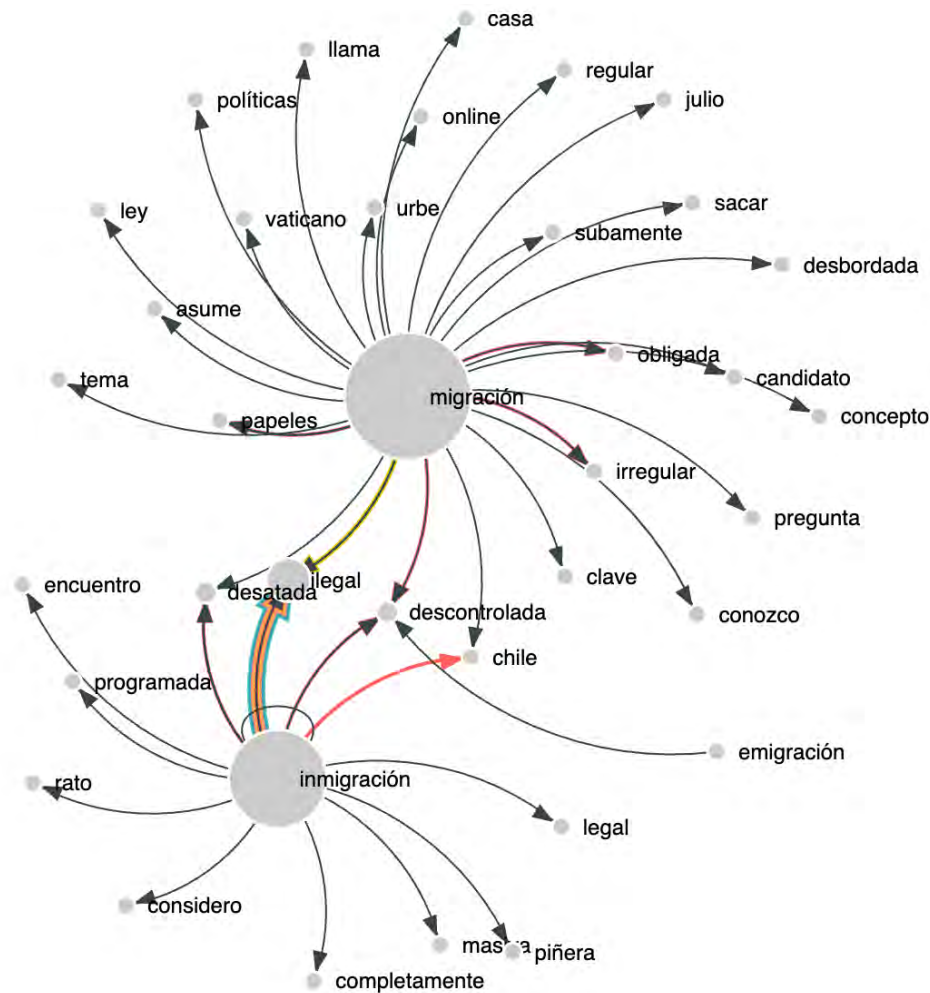 casa
llama
regular
políticas
julio
online
ley
vaticano
urbe
sacar
subamente
desbordada
asume
obligada
tema
candidato
migración
papeles
concepto
irregular
pregunta
ilegal
clave
encuentro
desatada
descontrolada
conozco
chile
programada
emigración
inmigración
rato
legal
considero
masiva
piñera
completamente